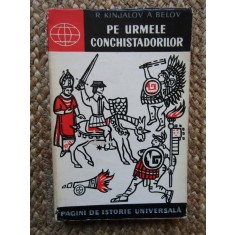 R. KINJALOV A BELOV
PE URMELE
CONCHISTADORILOR
PAGINI DE ISTORIE UNIVERSALĂ